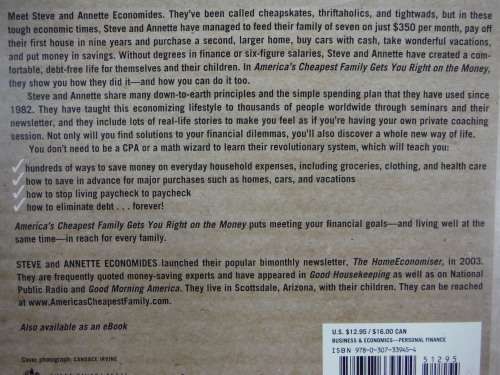 Meet Steve and Annette Economides. They've been called cheapskates, thriftaholics, and tightwads, but in these
tough economic times, Steve and Annette have managed to feed their family of seven on just $350 per month, pay off
their first house in nine years and purchase a second, larger home, buy cars with cash, take wonderful vacations,
and put money in savings. Without degrees in finance or six-figure salaries, Steve and Annette have created a com-
fortable, debt-free life for themselves and their children. In America's Cheapest Family Gets You Right on the Money,
they show you how they did it—and how you can do it too.
Steve and Annette share many down-to-earth principles and the simple spending plan that they have used since
1982. They have taught this economizing lifestyle to thousands of people worldwide through seminars and their
newsletter, and they include lots of real-life stories to make you feel as if you're having your own private coaching
session. Not only will you find solutions to your financial dilemmas, you'll also discover a whole new way of life.
You don't need to be a CPA or a math wizard to learn their revolutionary system, which will teach you:
hundreds of ways to save money on everyday household expenses, including groceries, clothing, and health care
how to save in advance for major purchases such as homes, cars, and vacations
how to stop living paycheck to paycheck
how to eliminate debt . . . forever!
America's Cheapest Family Gets You Right on the Money puts meeting your financial goals—and living well at the
same time—in reach for every family.
STEVE and ANNETTE ECONOMIDES launched their popular bimonthly newsletter, The HomeEconomiser, in 2003.
They are frequently quoted money-saving experts and have appeared in Good Housekeeping as well as on National
Public Radio and Good Morning America. They live in Scottsdale, Arizona, with their children. They can be reached
at www.AmericasCheapestFamily.com.
Also available as an eBook
U.S. $12.95 / $16.00 CAN
BUSINESS & ECONOMICS—PERSONAL FINANCE
ISBN 978-0-307-33945-4
51295
Cover photograph: CANDACE IRVINE